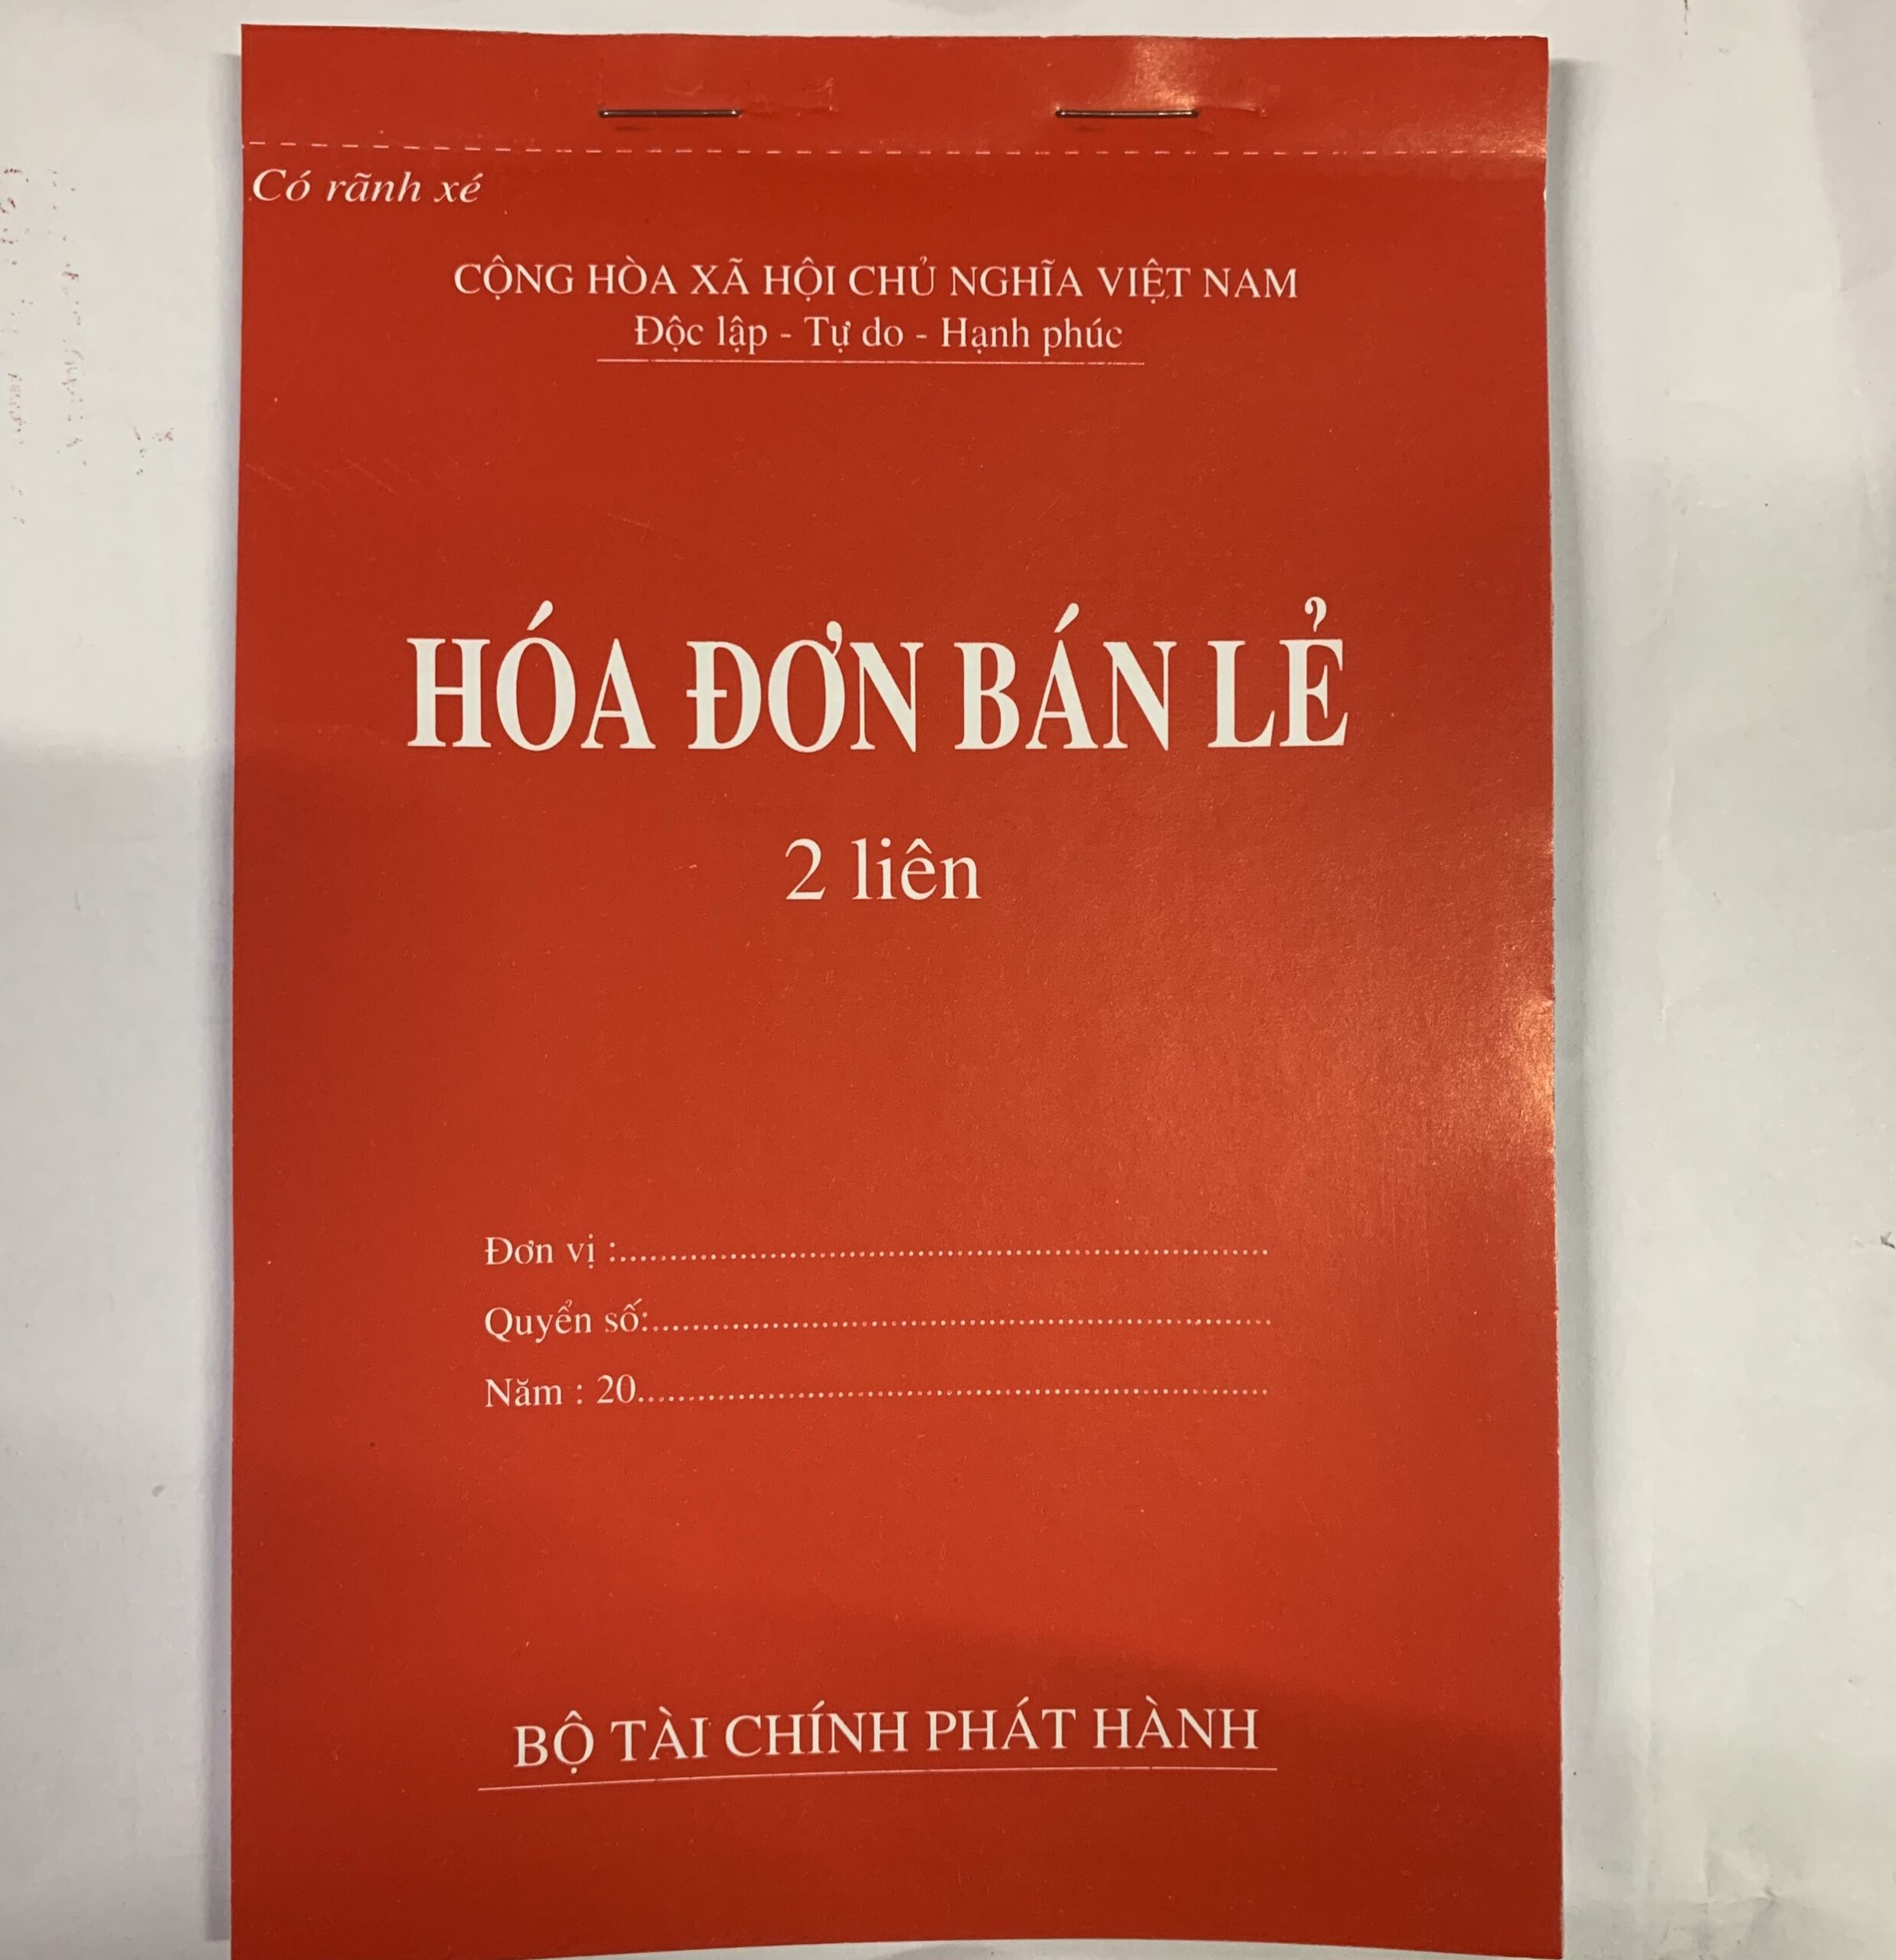 Có rãnh xé
CỘNG HÒA XÃ HỘI CHỦ NGHĨA VIỆT NAM
Độc lập - Tự do - Hạnh phúc
HÓA ĐƠN BÁN LẺ
2 liên
Đơn vị :................................................................
Quyển số:................................................................
Năm : 20................................................................
BỘ TÀI CHÍNH PHÁT HÀNH